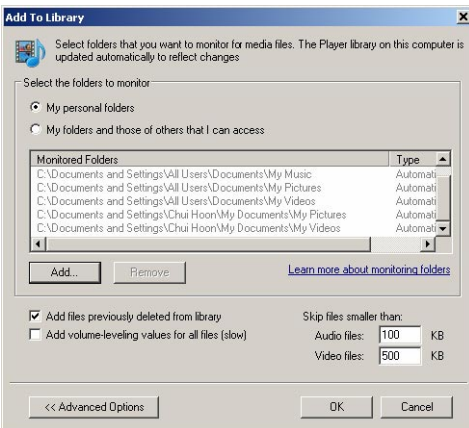 Add To Library
Select folders that you want to monitor for media files. The Player library on this computer is
updated automatically to reflect changes
Select the folders to monitor
My personal folders
My folders and those of others that I can access
Monitored Folders Type
C:\Documents and Settings\All Users\Documents\My Music Automati
C:\Documents and Settings\All Users\Documents\My Pictures Automati
C:\Documents and Settings\All Users\Documents\My Videos Automati
C:\Documents and Settings\Chui Hoon\My Documents\My Pictures Automati
C:\Documents and Settings\Chui Hoon\My Documents\My Videos Automati
Add... Remove Learn more about monitoring folders
Add files previously deleted from library Skip files smaller than:
Add volume-leveling values for all files (slow) Audio files: 100 KB
Video files: 500 KB
<< Advanced Options OK Cancel